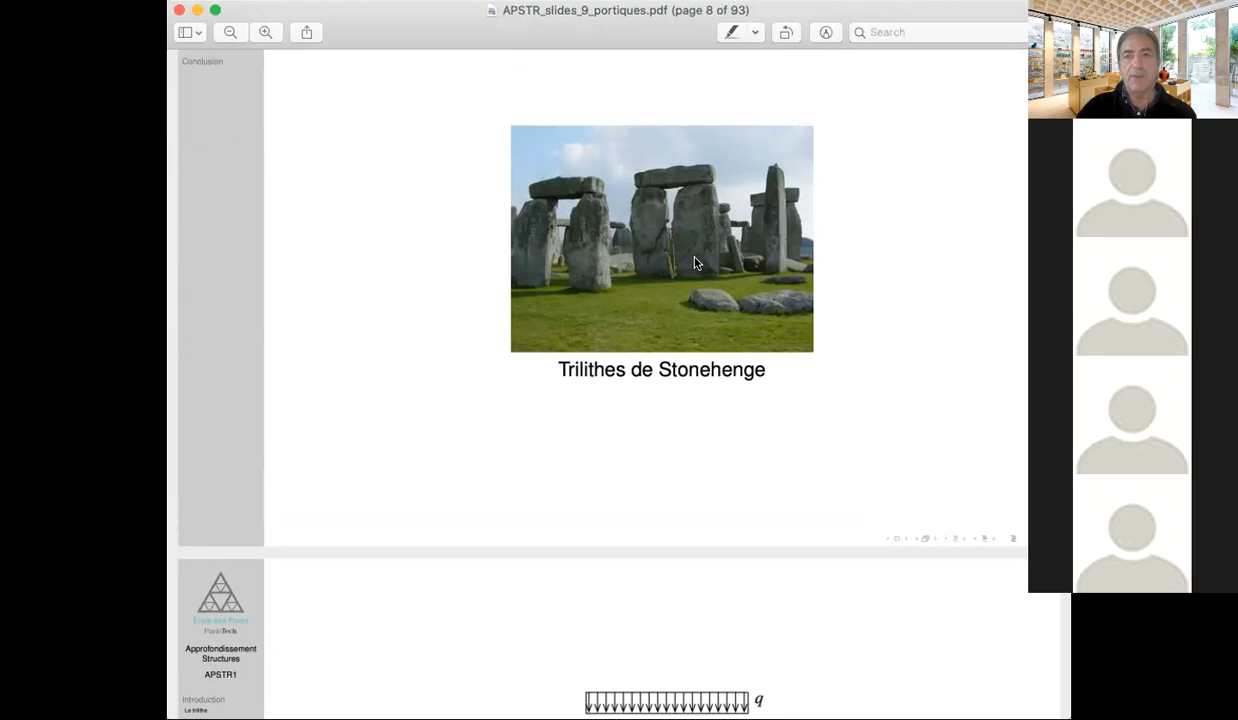 APSTR_slides_9_portiques.pdf (page 8 of 93)
Search
Conclusion
Trilithes de Stonehenge
École des Ponts
ParisTech
Approfondissement
Structures
APSTR1
Introduction
Le trilithe
q